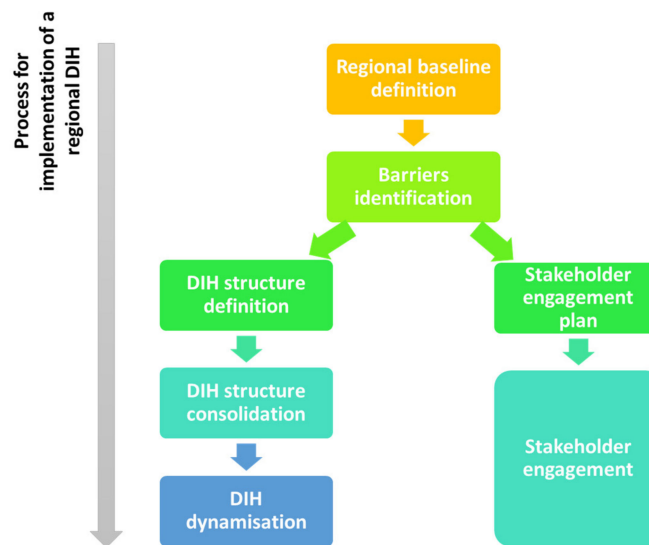 Process for
implementation of a
regional DIH
Regional baseline
definition
Barriers
identification
DIH structure
definition
Stakeholder
engagement
plan
DIH structure
consolidation
Stakeholder
engagement
DIH
dynamisation